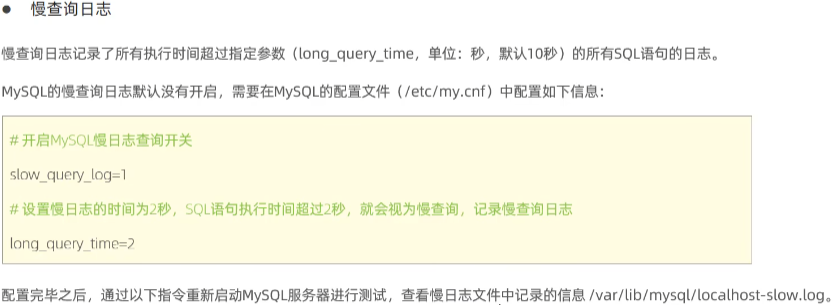 ● 慢查询日志
慢查询日志记录了所有执行时间超过指定参数（long_query_time，单位：秒，默认10秒）的所有SQL语句的日志。
MySQL的慢查询日志默认没有开启，需要在MySQL的配置文件（/etc/my.cnf）中配置如下信息：
# 开启MySQL慢日志查询开关
slow_query_log=1
# 设置慢日志的时间为2秒，SQL语句执行时间超过2秒，就会视为慢查询，记录慢查询日志
long_query_time=2
配置完毕之后，通过以下指令重新启动MySQL服务器进行测试，查看慢日志文件中记录的信息 /var/lib/mysql/localhost-slow.log。